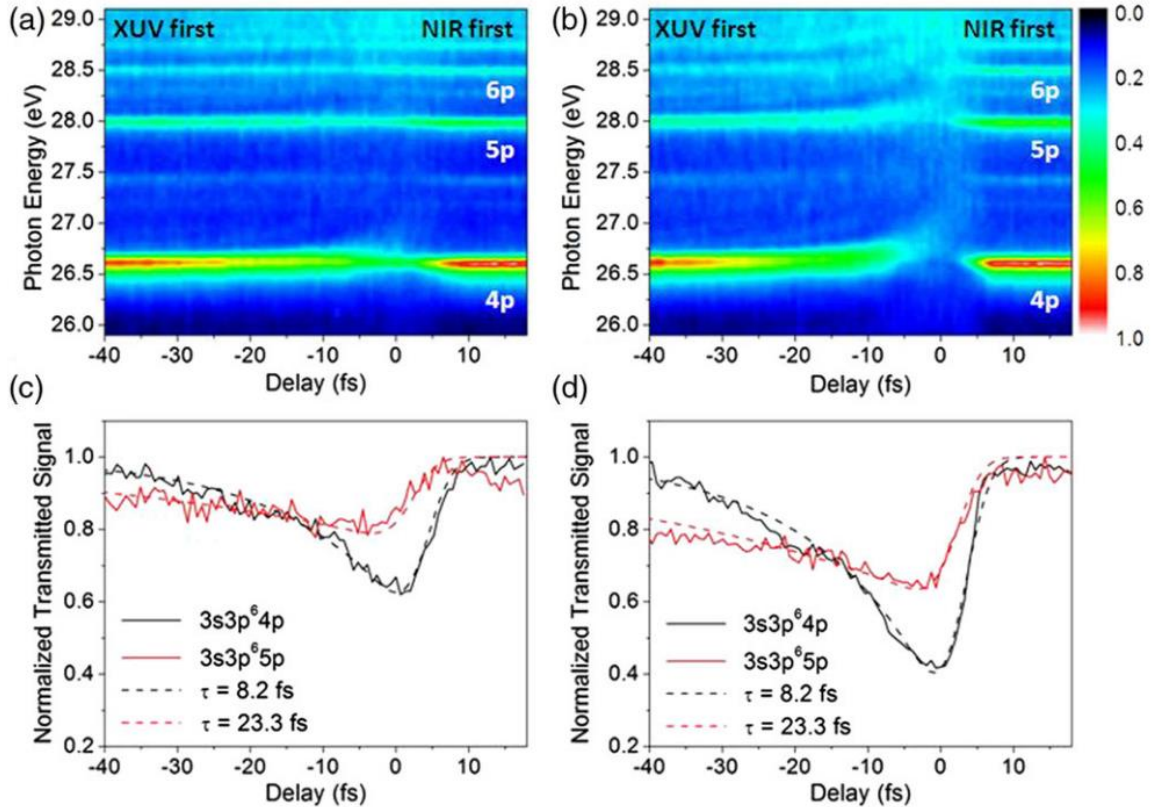 (a)
XUV first NIR first
29.0
28.5
28.0
27.5
27.0
26.5
26.0
Photon Energy (eV)
6p
5p
4p
-40 -30 -20 -10 0 10
Delay (fs)
(b)
XUV first NIR first
29.0
28.5
28.0
27.5
27.0
26.5
26.0
Photon Energy (eV)
6p
5p
4p
-40 -30 -20 -10 0 10
Delay (fs)
0.0
0.2
0.4
0.6
0.8
1.0
(c)
1.0
0.8
0.6
0.4
0.2
Normalized Transmitted Signal
3s3p⁶4p
3s3p⁶5p
τ = 8.2 fs
τ = 23.3 fs
-40 -30 -20 -10 0 10
Delay (fs)
(d)
1.0
0.8
0.6
0.4
0.2
Normalized Transmitted Signal
3s3p⁶4p
3s3p⁶5p
τ = 8.2 fs
τ = 23.3 fs
-40 -30 -20 -10 0 10
Delay (fs)